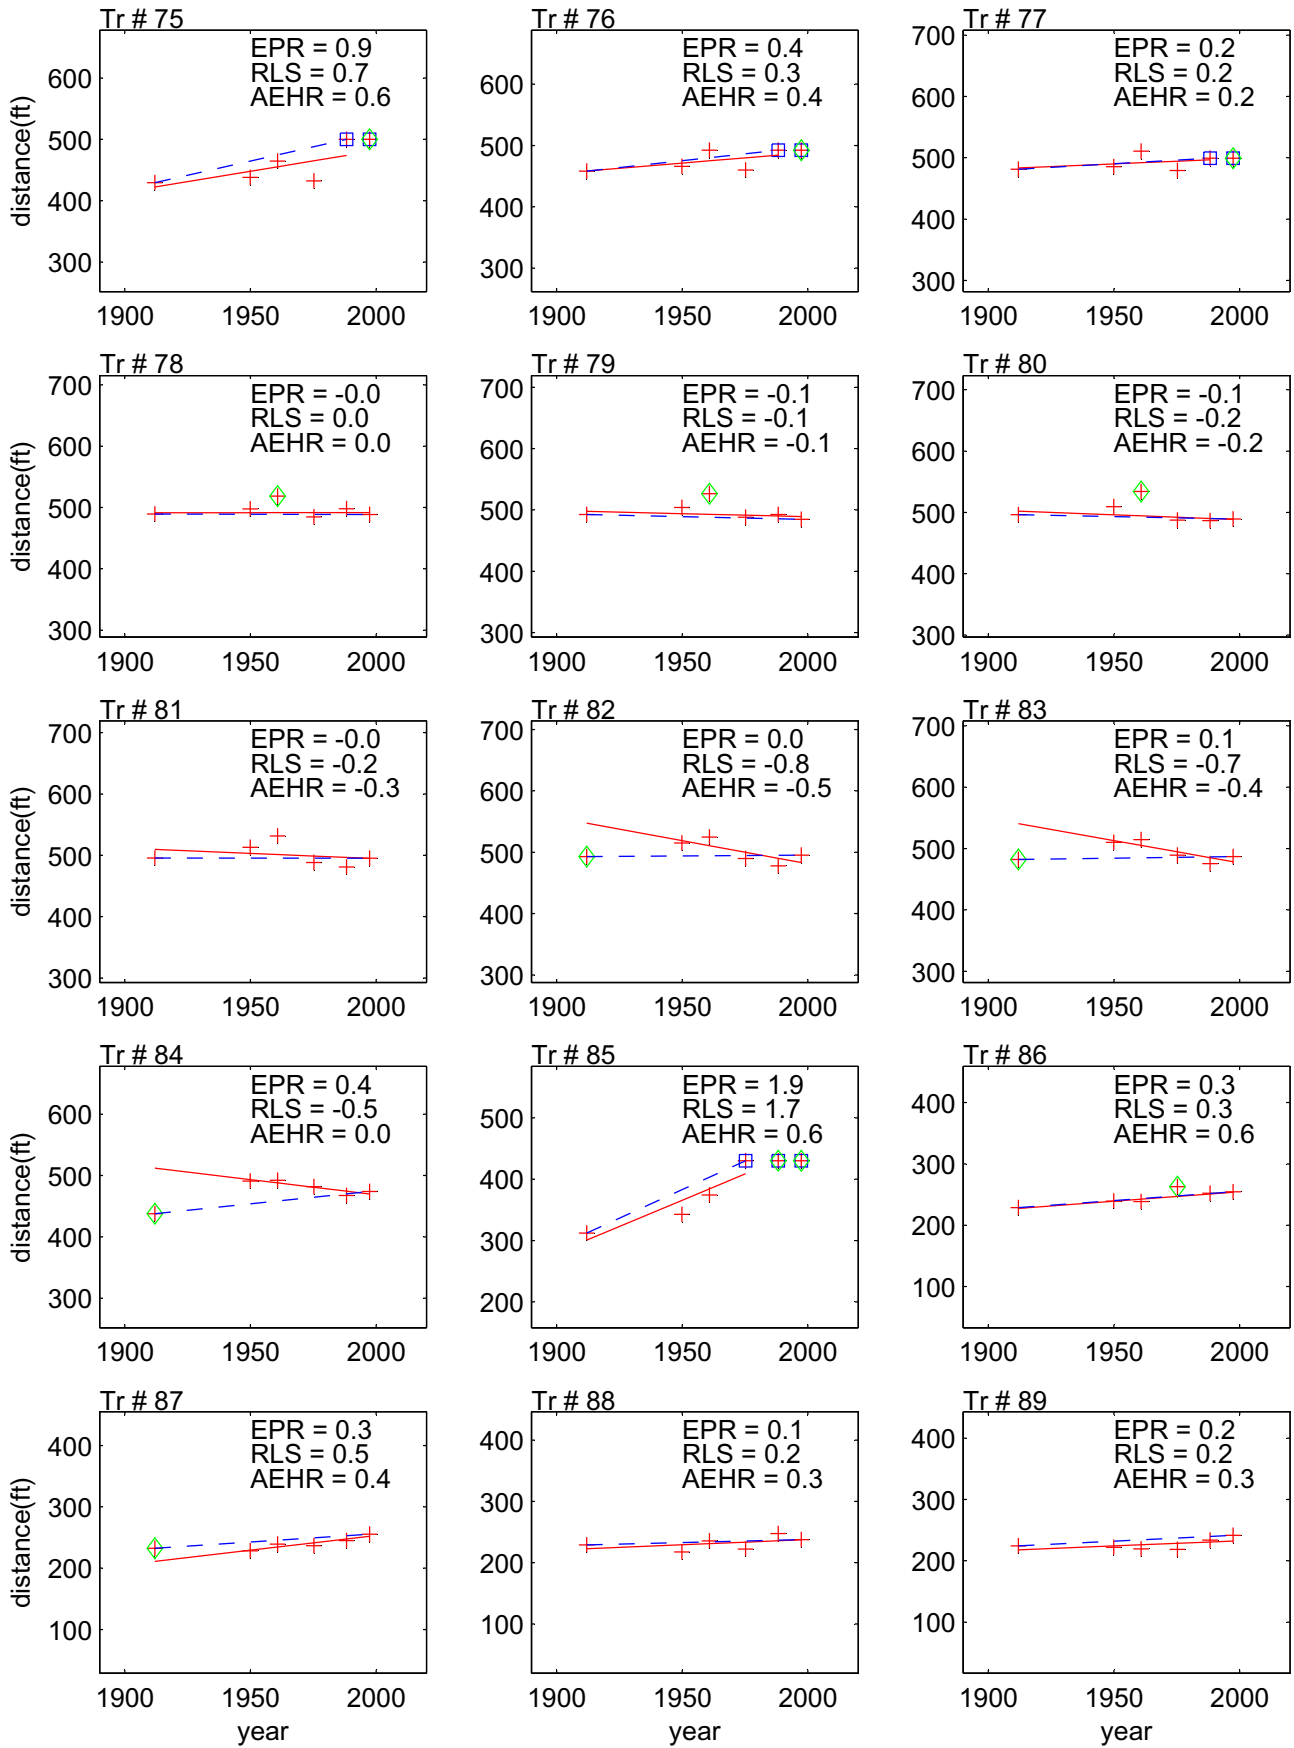 Tr # 75
EPR = 0.9
RLS = 0.7
AEHR = 0.6
distance(ft)
600
500
400
300
1900 1950 2000
Tr # 76
EPR = 0.4
RLS = 0.3
AEHR = 0.4
600
500
400
300
1900 1950 2000
Tr # 77
EPR = 0.2
RLS = 0.2
AEHR = 0.2
700
600
500
400
300
1900 1950 2000
Tr # 78
EPR = -0.0
RLS = 0.0
AEHR = 0.0
distance(ft)
700
600
500
400
300
1900 1950 2000
Tr # 79
EPR = -0.1
RLS = -0.1
AEHR = -0.1
700
600
500
400
300
1900 1950 2000
Tr # 80
EPR = -0.1
RLS = -0.2
AEHR = -0.2
700
600
500
400
300
1900 1950 2000
Tr # 81
EPR = -0.0
RLS = -0.2
AEHR = -0.3
distance(ft)
700
600
500
400
300
1900 1950 2000
Tr # 82
EPR = 0.0
RLS = -0.8
AEHR = -0.5
700
600
500
400
300
1900 1950 2000
Tr # 83
EPR = 0.1
RLS = -0.7
AEHR = -0.4
700
600
500
400
300
1900 1950 2000
Tr # 84
EPR = 0.4
RLS = -0.5
AEHR = 0.0
distance(ft)
600
500
400
300
1900 1950 2000
Tr # 85
EPR = 1.9
RLS = 1.7
AEHR = 0.6
500
400
300
200
1900 1950 2000
Tr # 86
EPR = 0.3
RLS = 0.3
AEHR = 0.6
400
300
200
100
1900 1950 2000
Tr # 87
EPR = 0.3
RLS = 0.5
AEHR = 0.4
distance(ft)
400
300
200
100
1900 1950 2000
year
Tr # 88
EPR = 0.1
RLS = 0.2
AEHR = 0.3
400
300
200
100
1900 1950 2000
year
Tr # 89
EPR = 0.2
RLS = 0.2
AEHR = 0.3
400
300
200
100
1900 1950 2000
year